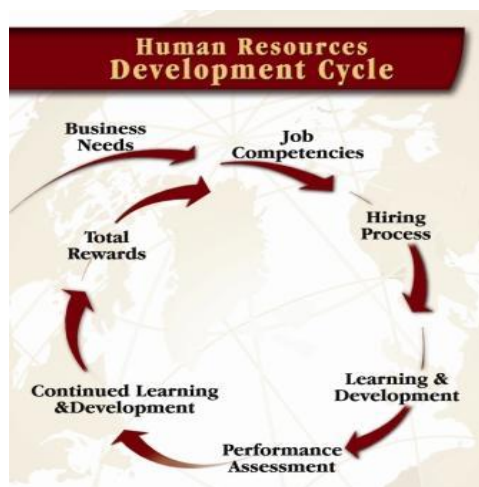 Human Resources
Development Cycle
Business
Needs
Job
Competencies
Hiring
Process
Learning &
Development
Performance
Assessment
Continued Learning
&Development
Total
Rewards